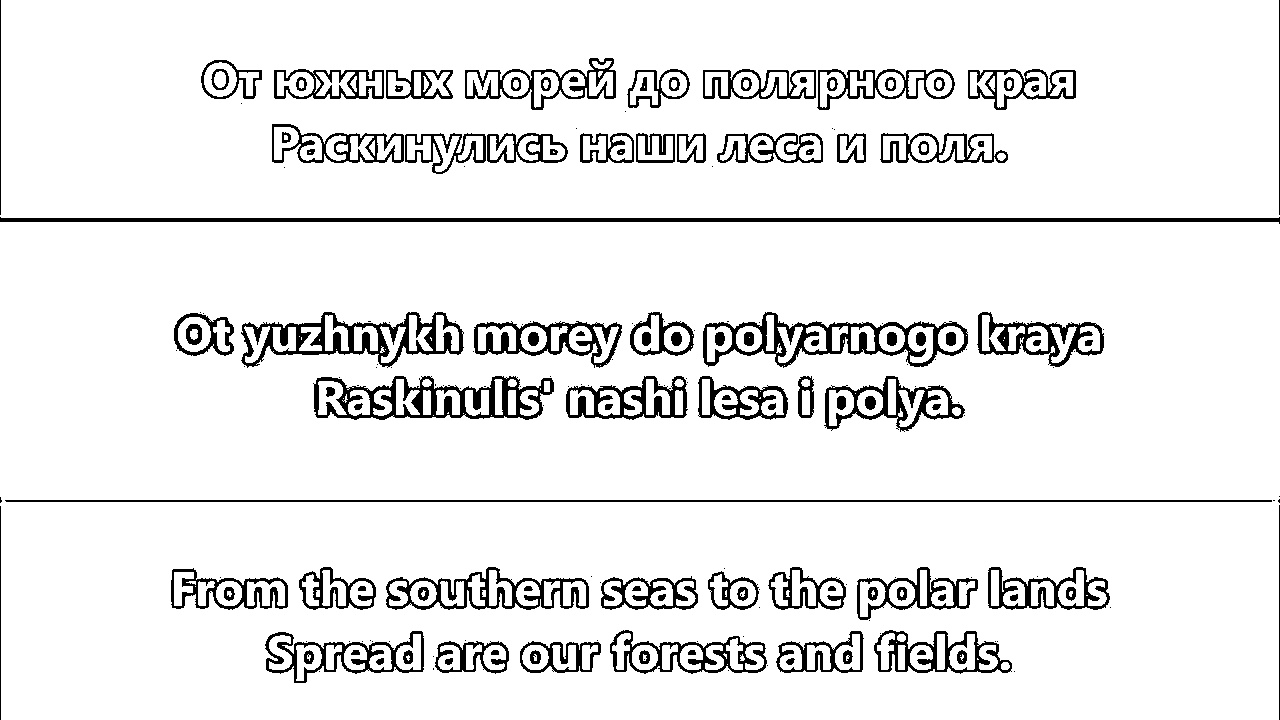 От южных морей до полярного края
Раскинулись наши леса и поля.
Ot yuzhnykh morey do polyarnogo kraya
Raskinulis' nashi lesa i polya.
From the southern seas to the polar lands
Spread are our forests and fields.